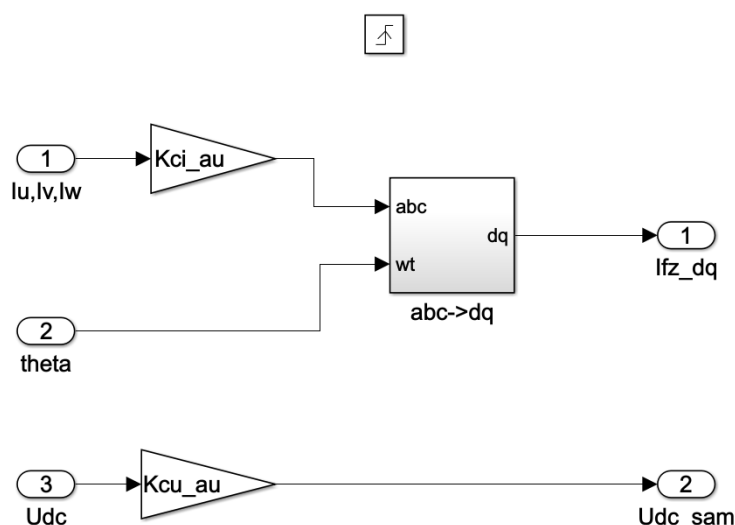 1
Iu,Iv,Iw
Kci_au
abc
wt
dq
abc->dq
1
Ifz_dq
2
theta
3
Udc
Kcu_au
2
Udc_sam